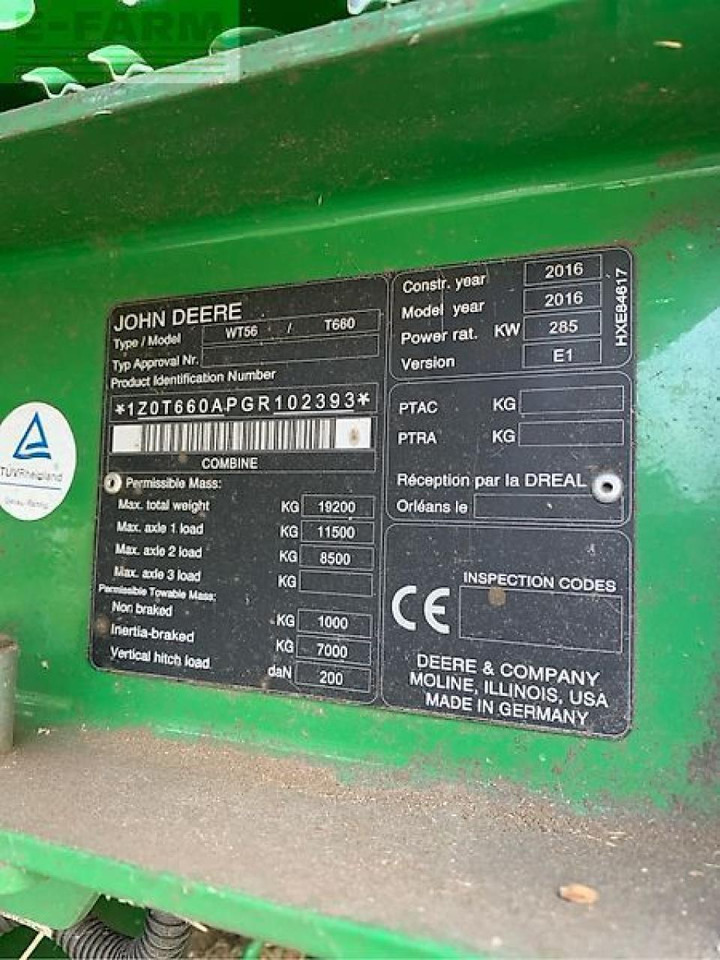 E-FARM
JOHN DEERE
Type / Model WT56 / T660
Typ Approval Nr.
Product Identification Number
*1Z0T660APGR102393*
COMBINE
Permissible Mass:
Max. total weight KG 19200
Max. axle 1 load KG 11500
Max. axle 2 load KG 8500
Max. axle 3 load KG
Permissible Towable Mass:
Non braked KG 1000
Inertia-braked KG 7000
Vertical hitch load daN 200
Constr. year 2016
Model year 2016
Power rat. KW 285
Version E1
HXE84617
PTAC KG
PTRA KG
Réception par la DREAL
Orléans le
CE
INSPECTION CODES
DEERE & COMPANY
MOLINE, ILLINOIS, USA
MADE IN GERMANY
TÜVRheinland